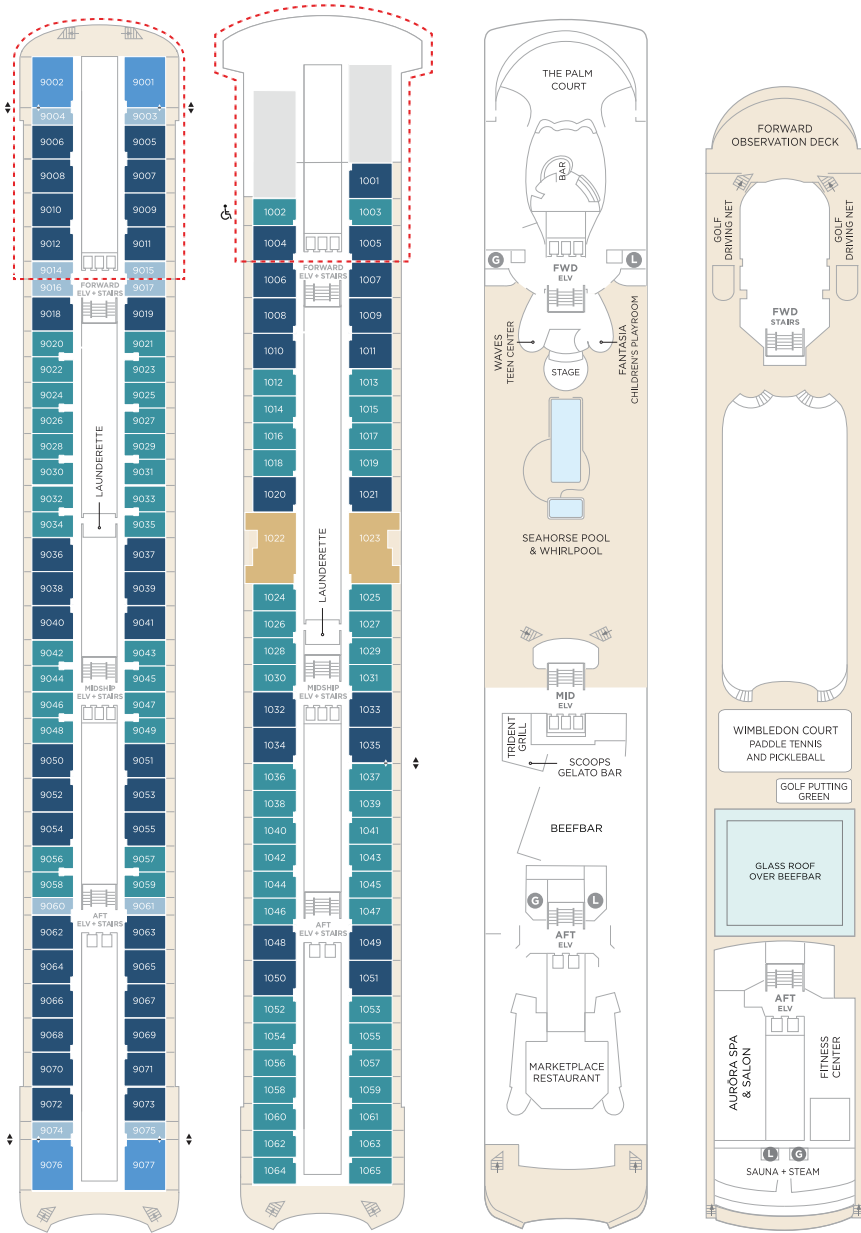 9002
9001
9004
9003
9006
9005
9008
9007
9010
9009
9012
9011
9014
9015
FORWARD
ELV + STAIRS
9016
9017
9018
9019
9020
9021
9022
9023
9024
9025
9026
9027
9028
9029
9030
9031
LAUNDERETTE
9032
9033
9034
9035
9036
9037
9038
9039
9040
9041
9042
9043
9044
9045
MIDSHIP
ELV + STAIRS
9046
9047
9048
9049
9050
9051
9052
9053
9054
9055
9056
9057
9058
9059
9060
9061
AFT
ELV + STAIRS
9062
9063
9064
9065
9066
9067
9068
9069
9070
9071
9072
9073
9074
9075
9076
9077
1001
1002
1003
1004
1005
FORWARD
ELV + STAIRS
1006
1007
1008
1009
1010
1011
1012
1013
1014
1015
1016
1017
1018
1019
1020
1021
1022
1023
LAUNDERETTE
1024
1025
1026
1027
1028
1029
1030
1031
MIDSHIP
ELV + STAIRS
1032
1033
1034
1035
1036
1037
1038
1039
1040
1041
1042
1043
1044
1045
1046
1047
AFT
ELV + STAIRS
1048
1049
1050
1051
1052
1053
1054
1055
1056
1057
1058
1059
1060
1061
1062
1063
1064
1065
THE PALM
COURT
BAR
G
L
FWD
ELV
WAVES
TEEN CENTER
FANTASIA
CHILDREN'S PLAYROOM
STAGE
SEAHORSE POOL
& WHIRLPOOL
MID
ELV
TRIDENT
GRILL
SCOOPS
GELATO BAR
BEEFBAR
G
L
AFT
ELV
MARKETPLACE
RESTAURANT
FORWARD
OBSERVATION DECK
GOLF
DRIVING NET
GOLF
DRIVING NET
FWD
STAIRS
WIMBLEDON COURT
PADDLE TENNIS
AND PICKLEBALL
GOLF PUTTING
GREEN
GLASS ROOF
OVER BEEFBAR
AFT
ELV
AURŌRA SPA
& SALON
FITNESS
CENTER
L
G
SAUNA + STEAM